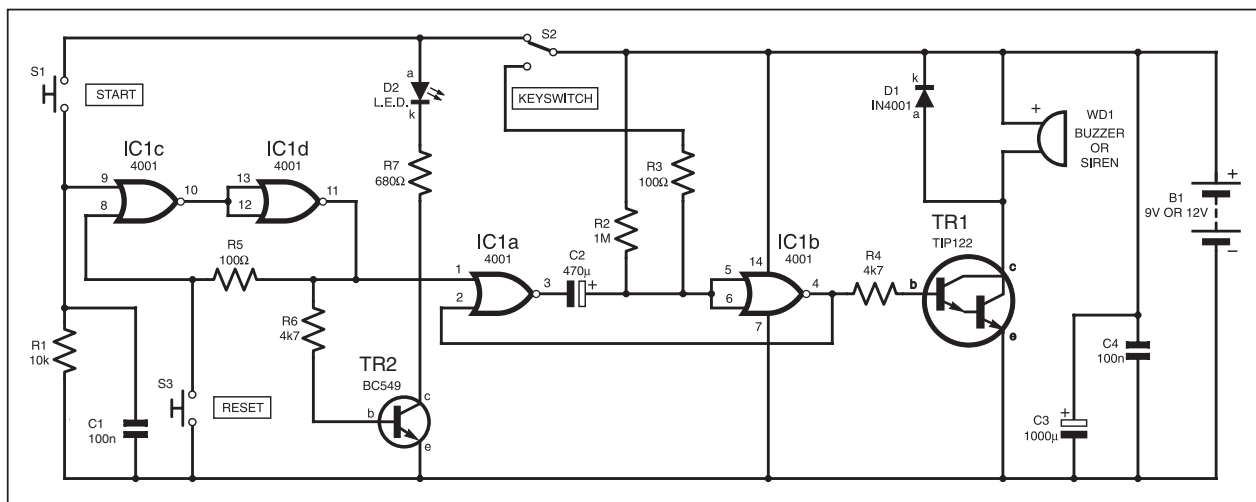 S1
START
a
D2
L.E.D.
k
S2
KEYSWITCH
k
D1
IN4001
a
+
WD1
BUZZER
OR
SIREN
IC1c
4001
IC1d
4001
9
8
10
13
12
11
R7
680Ω
R3
100Ω
R2
1M
+
B1
9V OR 12V
−
R5
100Ω
IC1a
4001
1
2
3
C2
470µ
+
IC1b
4001
14
5
6
4
7
R4
4k7
TR1
TIP122
b
c
e
R1
10k
R6
4k7
TR2
BC549
b
c
e
C1
100n
S3
RESET
C4
100n
+
C3
1000µ